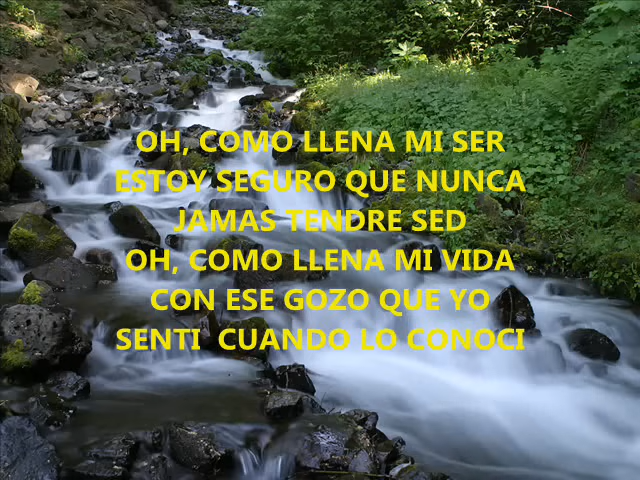 OH, COMO LLENA MI SER
ESTOY SEGURO QUE NUNCA
JAMAS TENDRE SED
OH, COMO LLENA MI VIDA
CON ESE GOZO QUE YO
SENTI  CUANDO LO CONOCI